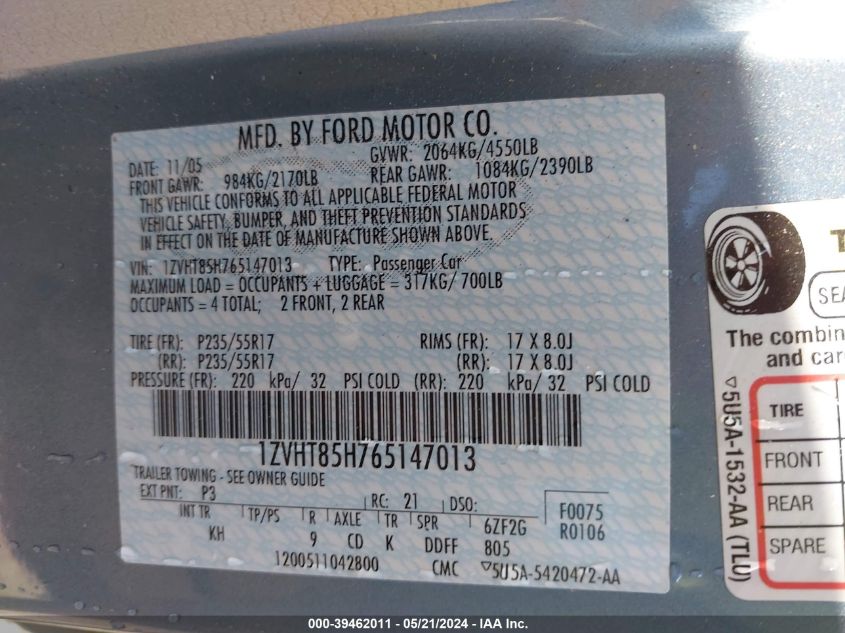 MFD. BY FORD MOTOR CO.
DATE: 11/05 GVWR: 2064KG/4550LB
FRONT GAWR: 984KG/2170LB REAR GAWR: 1084KG/2390LB
THIS VEHICLE CONFORMS TO ALL APPLICABLE FEDERAL MOTOR
VEHICLE SAFETY, BUMPER, AND THEFT PREVENTION STANDARDS
IN EFFECT ON THE DATE OF MANUFACTURE SHOWN ABOVE.
VIN: 1ZVHT85H765147013 TYPE: Passenger Car
MAXIMUM LOAD = OCCUPANTS + LUGGAGE = 317KG/ 700LB
OCCUPANTS = 4 TOTAL; 2 FRONT, 2 REAR
TIRE (FR): P235/55R17 RIMS (FR): 17 X 8.0J
(RR): P235/55R17 (RR): 17 X 8.0J
PRESSURE (FR): 220 kPa/ 32 PSI COLD (RR): 220 kPa/ 32 PSI COLD
1ZVHT85H765147013
TRAILER TOWING - SEE OWNER GUIDE
EXT PNT: P3 RC: 21 DSO: F0075
INT TR TP/PS R AXLE TR SPR 6ZF2G R0106
KH 9 CD K DDFF 805
1200511042800 CMC ▽5U5A-5420472-AA
SEA
The combin
and car
TIRE
FRONT
REAR
SPARE
▽5U5A-1532-AA (TLU)
000-39462011 - 05/21/2024 - IAA Inc.